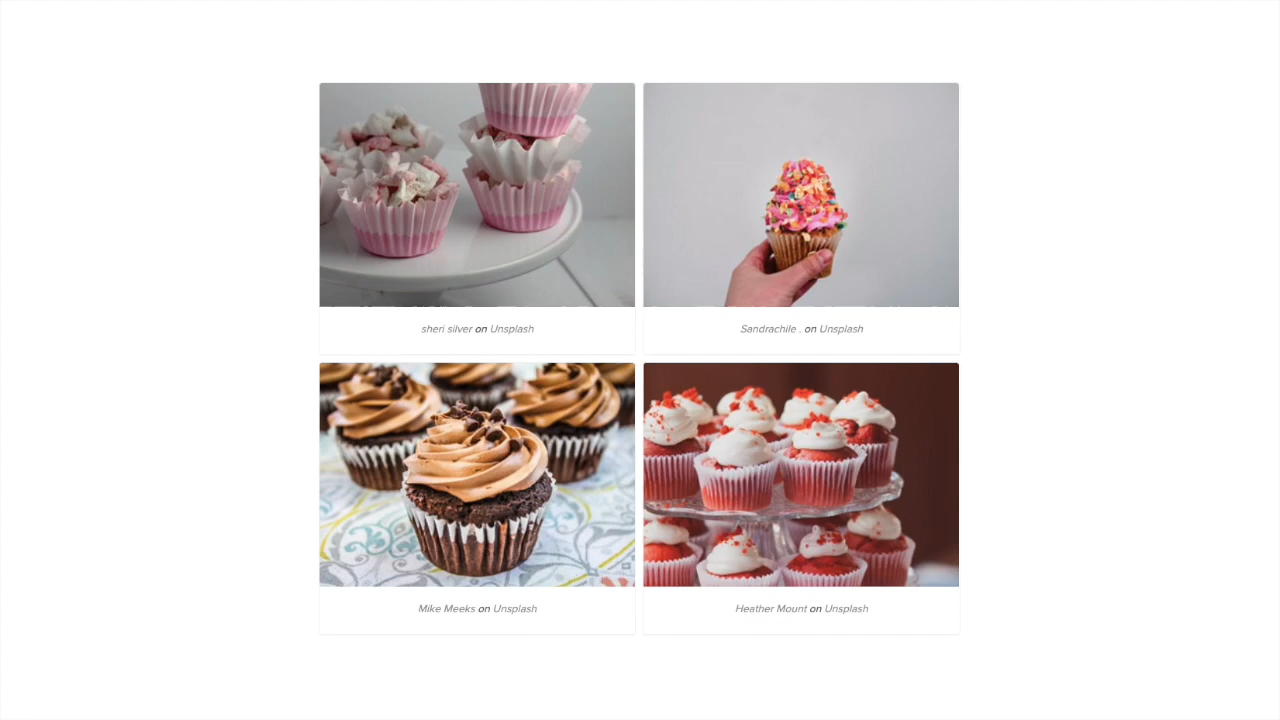 sheri silver on Unsplash
Sandrachile . on Unsplash
Mike Meeks on Unsplash
Heather Mount on Unsplash